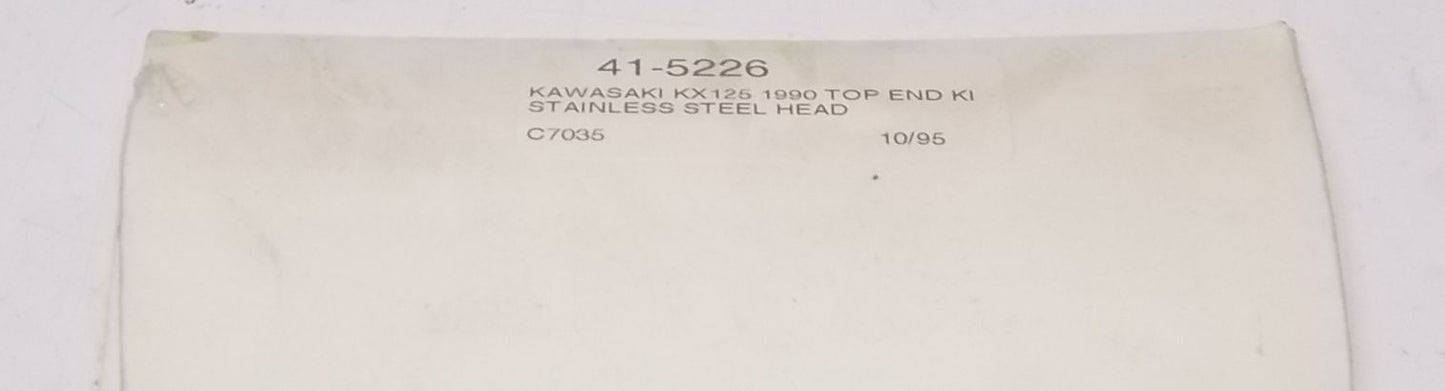 41-5226
KAWASAKI KX125 1990 TOP END KI
STAINLESS STEEL HEAD
C7035 10/95